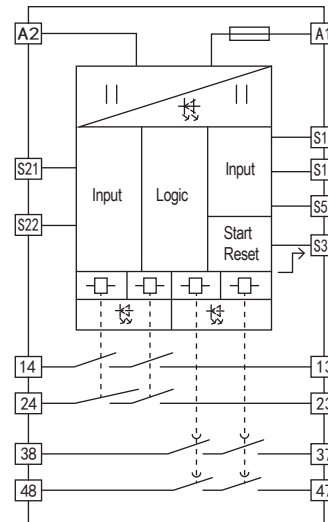 A2 A1
S1
S21 Input Logic Input S1
S5
S22
Start
Reset S3
14 13
24 23
38 37
48 47